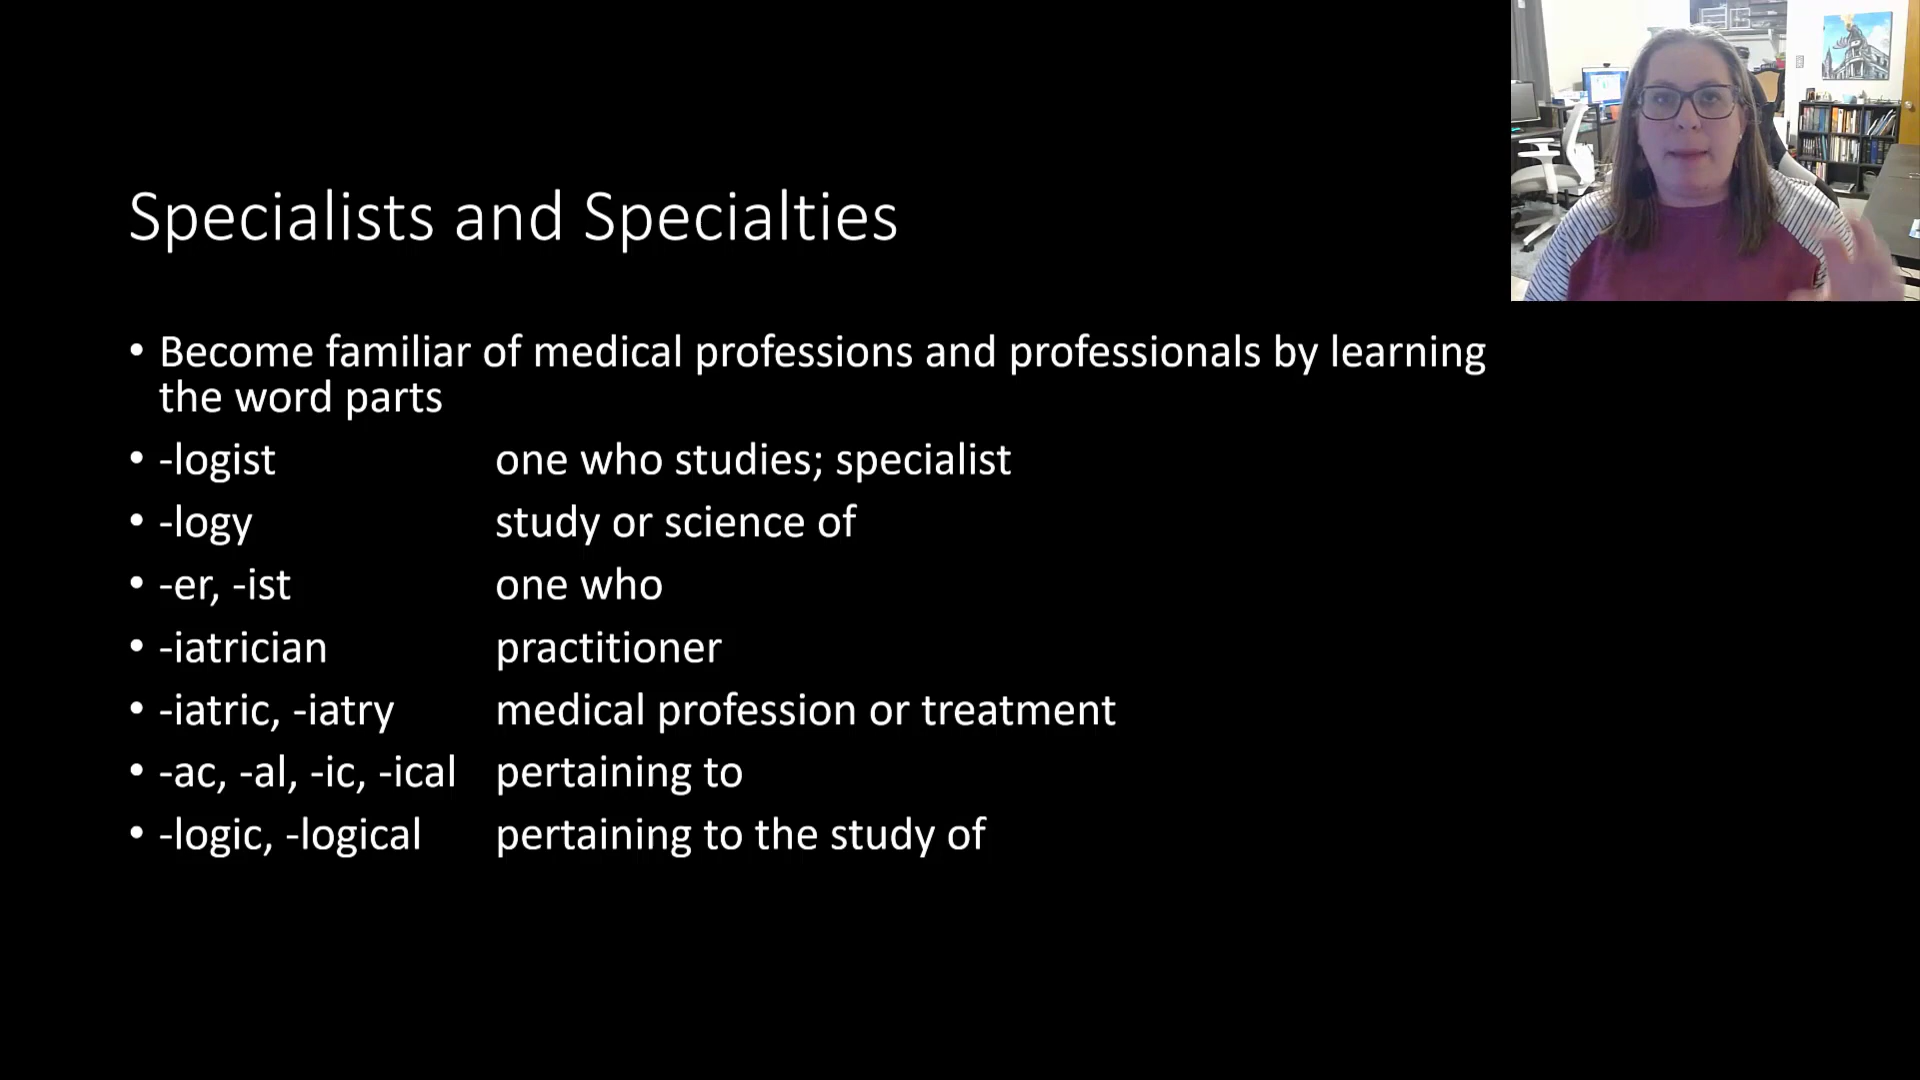 Specialists and Specialties
• Become familiar of medical professions and professionals by learning
the word parts
• -logist one who studies; specialist
• -logy study or science of
• -er, -ist one who
• -iatrician practitioner
• -iatric, -iatry medical profession or treatment
• -ac, -al, -ic, -ical pertaining to
• -logic, -logical pertaining to the study of